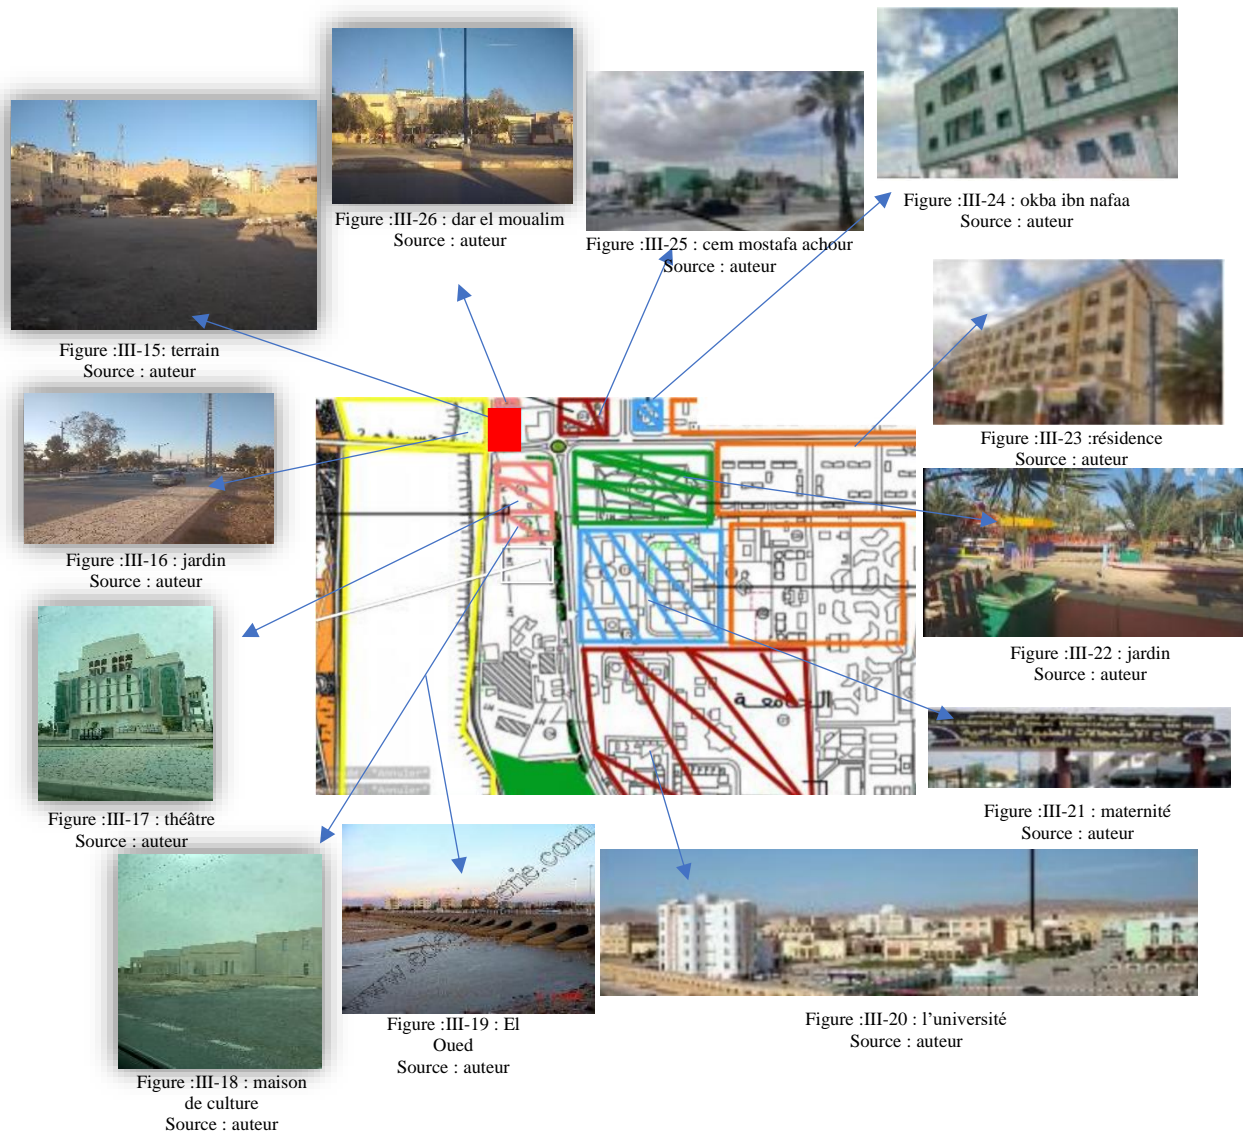 Figure :III-26 : dar el moualim
Source : auteur
Figure :III-25 : cem mostafa achour
Source : auteur
Figure :III-24 : okba ibn nafaa
Source : auteur
Figure :III-15: terrain
Source : auteur
Figure :III-23 :résidence
Source : auteur
Figure :III-16 : jardin
Source : auteur
Figure :III-22 : jardin
Source : auteur
الجامعة
"Annuler"
"Annuler"
Figure :III-17 : théâtre
Source : auteur
Figure :III-21 : maternité
Source : auteur
Figure :III-19 : El
Oued
Source : auteur
Figure :III-20 : l'université
Source : auteur
Figure :III-18 : maison
de culture
Source : auteur